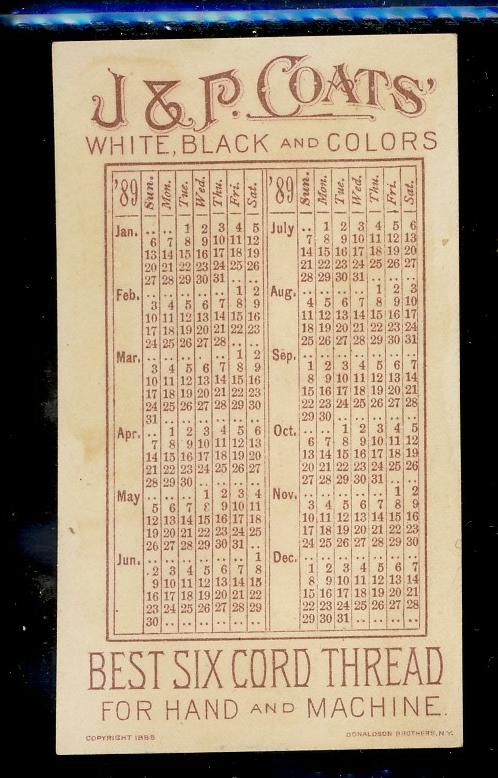 J & P. COATS'
WHITE, BLACK AND COLORS
'89 Sun. Mon. Tue. Wed. Thu. Fri. Sat.
Jan. .. .. 1 2 3 4 5
6 7 8 9 10 11 12
13 14 15 16 17 18 19
20 21 22 23 24 25 26
27 28 29 30 31 .. ..
Feb. .. .. .. .. .. 1 2
3 4 5 6 7 8 9
10 11 12 13 14 15 16
17 18 19 20 21 22 23
24 25 26 27 28 .. ..
Mar. .. .. .. .. .. 1 2
3 4 5 6 7 8 9
10 11 12 13 14 15 16
17 18 19 20 21 22 23
24 25 26 27 28 29 30
31 .. .. .. .. .. ..
Apr. .. 1 2 3 4 5 6
7 8 9 10 11 12 13
14 15 16 17 18 19 20
21 22 23 24 25 26 27
28 29 30 .. .. .. ..
May .. .. .. 1 2 3 4
5 6 7 8 9 10 11
12 13 14 15 16 17 18
19 20 21 22 23 24 25
26 27 28 29 30 31 ..
Jun. .. .. .. .. .. .. 1
2 3 4 5 6 7 8
9 10 11 12 13 14 15
16 17 18 19 20 21 22
23 24 25 26 27 28 29
30 .. .. .. .. .. ..
'89 Sun. Mon. Tue. Wed. Thu. Fri. Sat.
July .. 1 2 3 4 5 6
7 8 9 10 11 12 13
14 15 16 17 18 19 20
21 22 23 24 25 26 27
28 29 30 31 .. .. ..
Aug. .. .. .. .. 1 2 3
4 5 6 7 8 9 10
11 12 13 14 15 16 17
18 19 20 21 22 23 24
25 26 27 28 29 30 31
Sep. .. .. .. .. .. .. ..
1 2 3 4 5 6 7
8 9 10 11 12 13 14
15 16 17 18 19 20 21
22 23 24 25 26 27 28
29 30 .. .. .. .. ..
Oct. .. .. 1 2 3 4 5
6 7 8 9 10 11 12
13 14 15 16 17 18 19
20 21 22 23 24 25 26
27 28 29 30 31 .. ..
Nov. .. .. .. .. .. 1 2
3 4 5 6 7 8 9
10 11 12 13 14 15 16
17 18 19 20 21 22 23
24 25 26 27 28 29 30
Dec. .. .. .. .. .. .. ..
1 2 3 4 5 6 7
8 9 10 11 12 13 14
15 16 17 18 19 20 21
22 23 24 25 26 27 28
29 30 31 .. .. .. ..
BEST SIX CORD THREAD
FOR HAND AND MACHINE.
COPYRIGHT 1888
DONALDSON BROTHERS, N.Y.